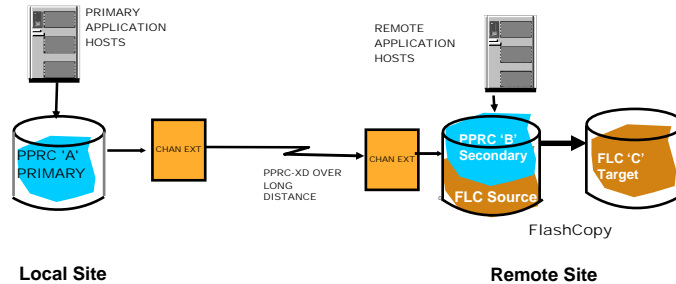 PRIMARY
APPLICATION
HOSTS
REMOTE
APPLICATION
HOSTS
PPRC 'A'
PRIMARY
CHAN EXT
PPRC-XD OVER
LONG
DISTANCE
CHAN EXT
PPRC 'B'
Secondary
FLC Source
FLC 'C'
Target
FlashCopy
Local Site
Remote Site